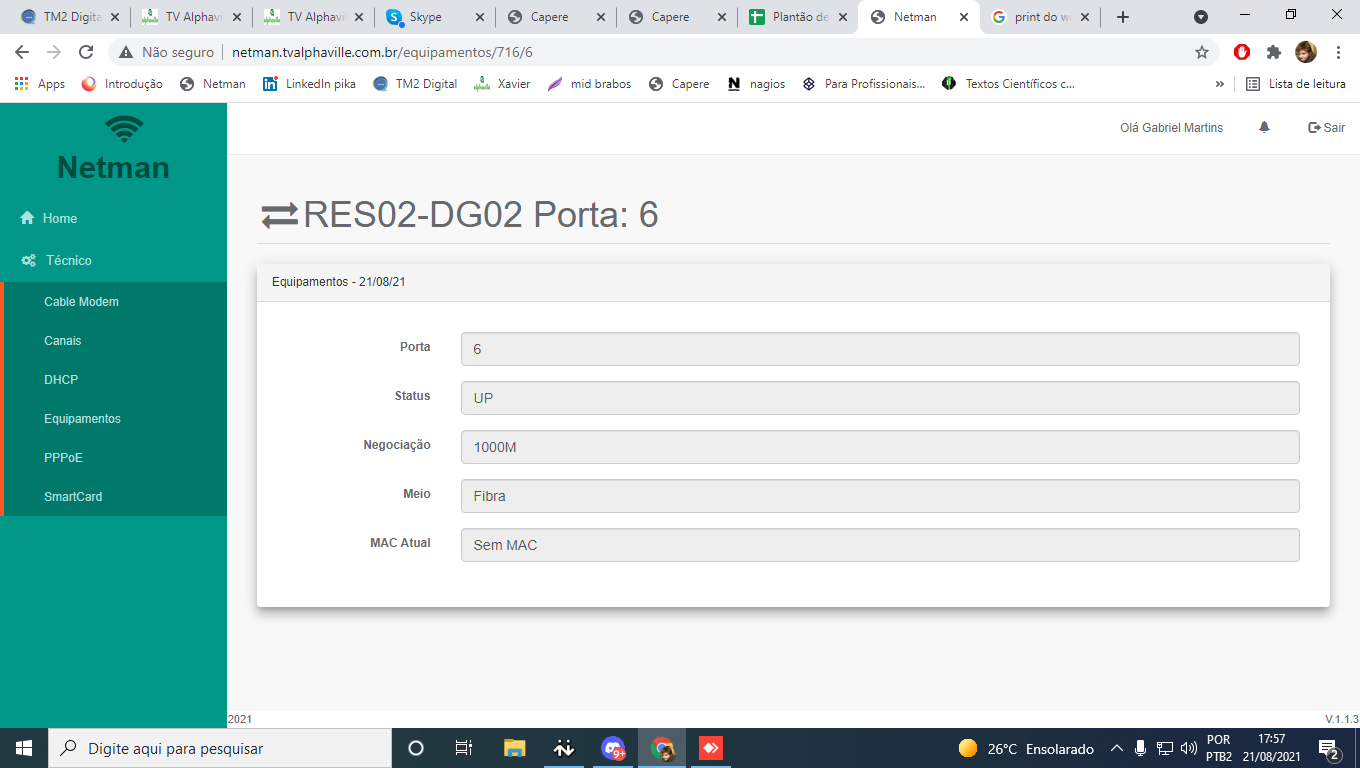 TM2 Digita
TV Alphavi
TV Alphavi
Skype
Capere
Capere
Plantão de
Netman
print do w
Não seguro
netman.tvalphaville.com.br/equipamentos/716/6
Apps
Introdução
Netman
LinkedIn pika
TM2 Digital
Xavier
mid brabos
Capere
nagios
Para Profissionais...
Textos Científicos c...
»
Lista de leitura
Netman
Olá Gabriel Martins
Sair
Home
Técnico
Cable Modem
Canais
DHCP
Equipamentos
PPPoE
SmartCard
RES02-DG02 Porta: 6
Equipamentos - 21/08/21
Porta
6
Status
UP
Negociação
1000M
Meio
Fibra
MAC Atual
Sem MAC
2021
V.1.1.3
Digite aqui para pesquisar
9+
26°C Ensolarado
POR
PTB2
17:57
21/08/2021
2